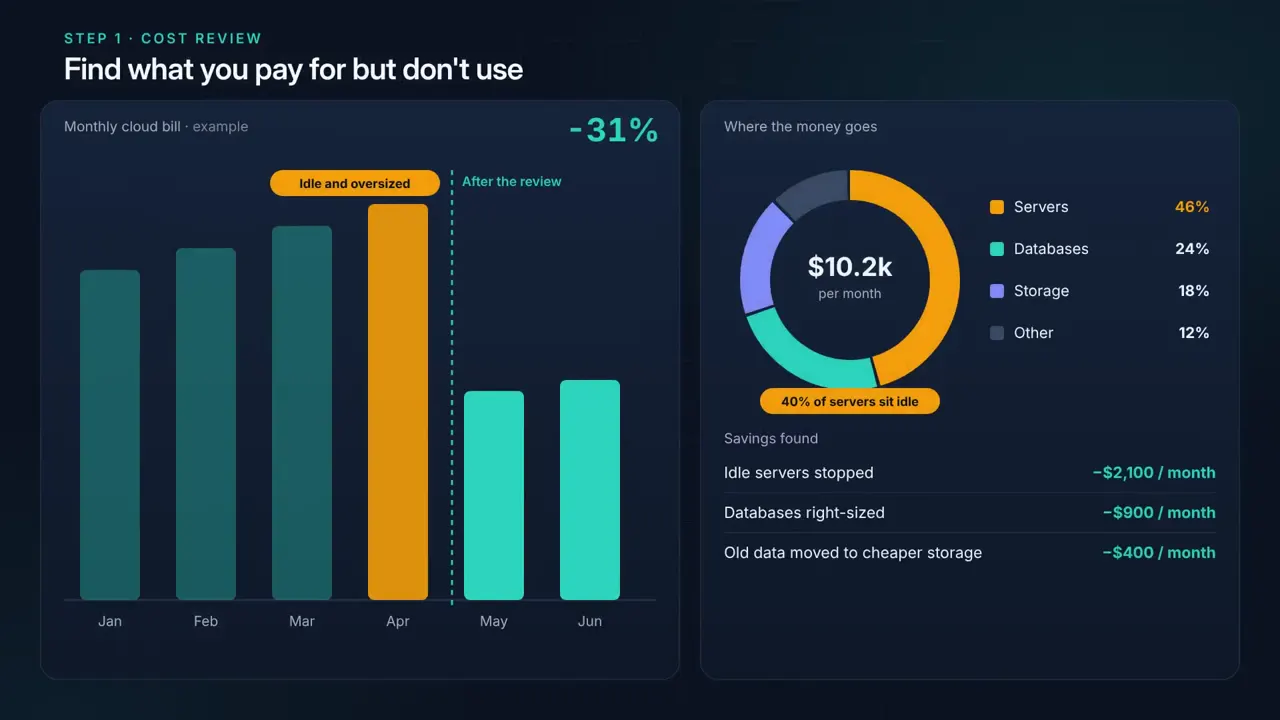 STEP 1 · COST REVIEW
Find what you pay for but don't use
Monthly cloud bill · example
-31%
Idle and oversized
After the review
Jan
Feb
Mar
Apr
May
Jun
Where the money goes
$10.2k
per month
Servers 46%
Databases 24%
Storage 18%
Other 12%
40% of servers sit idle
Savings found
Idle servers stopped −$2,100 / month
Databases right-sized −$900 / month
Old data moved to cheaper storage −$400 / month